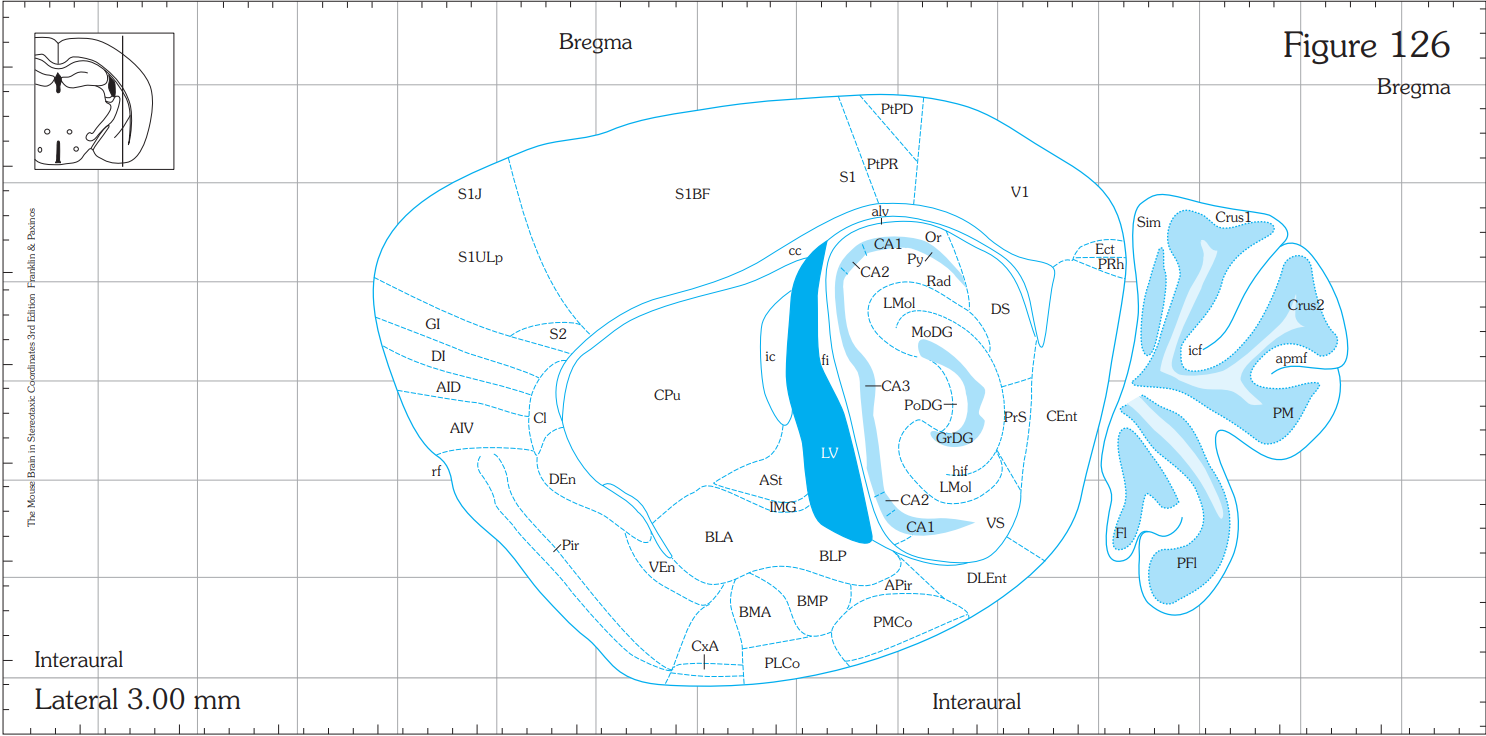 Bregma
Figure 126
Bregma
PtPD
PtPR
S1
S1J
S1BF
V1
alv
Sim
Crus1
S1ULp
cc
CA1
Or
Py
CA2
Rad
Ect
PRh
LMol
DS
Crus2
GI
S2
MoDG
DI
ic
fi
icf
apmf
AID
CPu
CA3
PoDG
PrS
CEnt
PM
Cl
AIV
GrDG
LV
rf
DEn
ASt
hif
LMol
IMG
CA2
CA1
VS
BLA
Pir
Fl
BLP
VEn
PFl
APir
DLEnt
BMA
BMP
PMCo
CxA
PLCo
The Mouse Brain in Stereotaxic Coordinates 3rd Edition Franklin & Paxinos
Interaural
Lateral 3.00 mm
Interaural